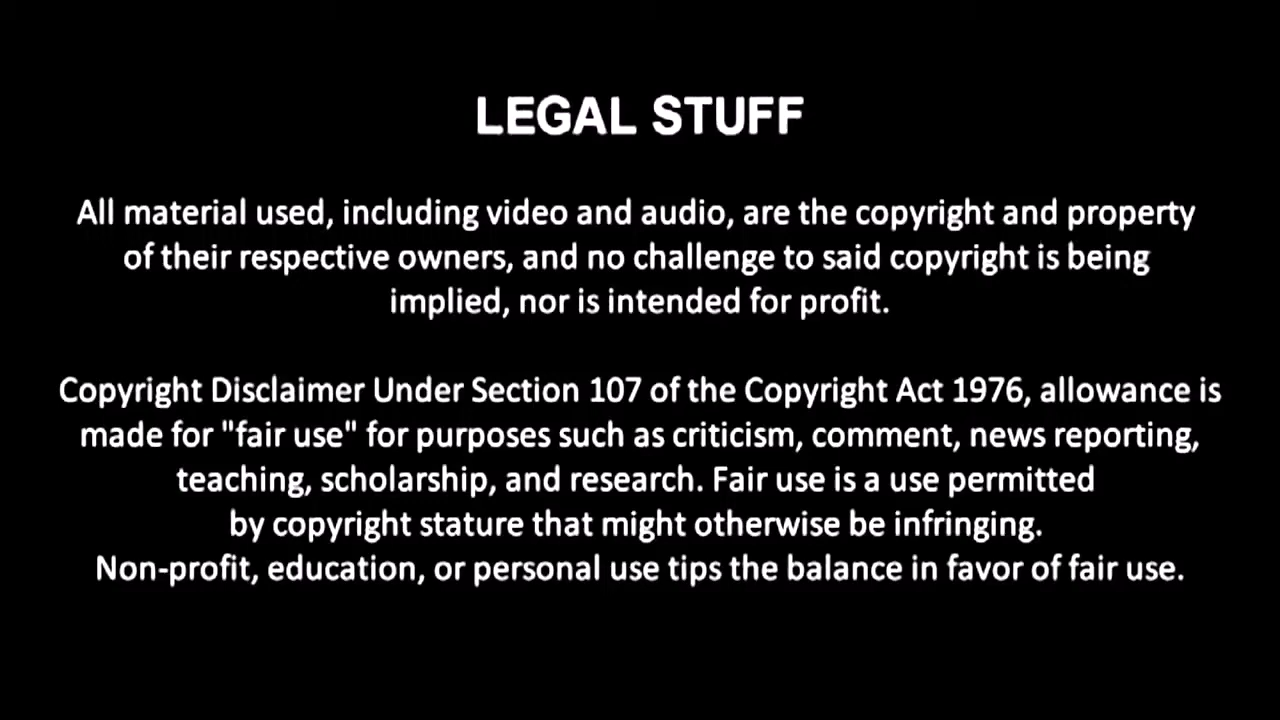 LEGAL STUFF
All material used, including video and audio, are the copyright and property
of their respective owners, and no challenge to said copyright is being
implied, nor is intended for profit.
Copyright Disclaimer Under Section 107 of the Copyright Act 1976, allowance is
made for "fair use" for purposes such as criticism, comment, news reporting,
teaching, scholarship, and research. Fair use is a use permitted
by copyright stature that might otherwise be infringing.
Non-profit, education, or personal use tips the balance in favor of fair use.